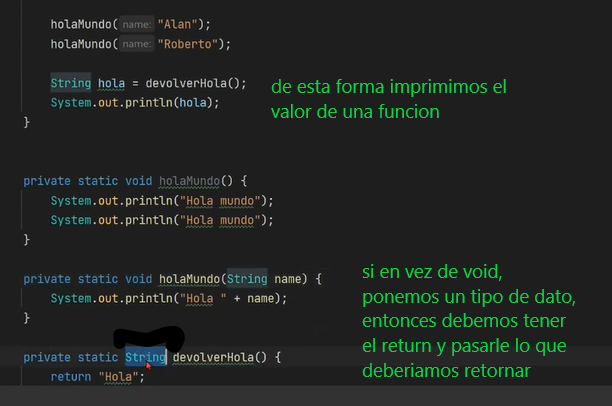 holaMundo( name: "Alan");
holaMundo( name: "Roberto");
String hola = devolverHola();
System.out.println(hola);
}
de esta forma imprimimos el
valor de una funcion
private static void holaMundo() {
System.out.println("Hola mundo");
System.out.println("Hola mundo");
}
private static void holaMundo(String name) {
System.out.println("Hola " + name);
}
si en vez de void,
ponemos un tipo de dato,
entonces debemos tener
el return y pasarle lo que
deberiamos retornar
private static String devolverHola() {
return "Hola";